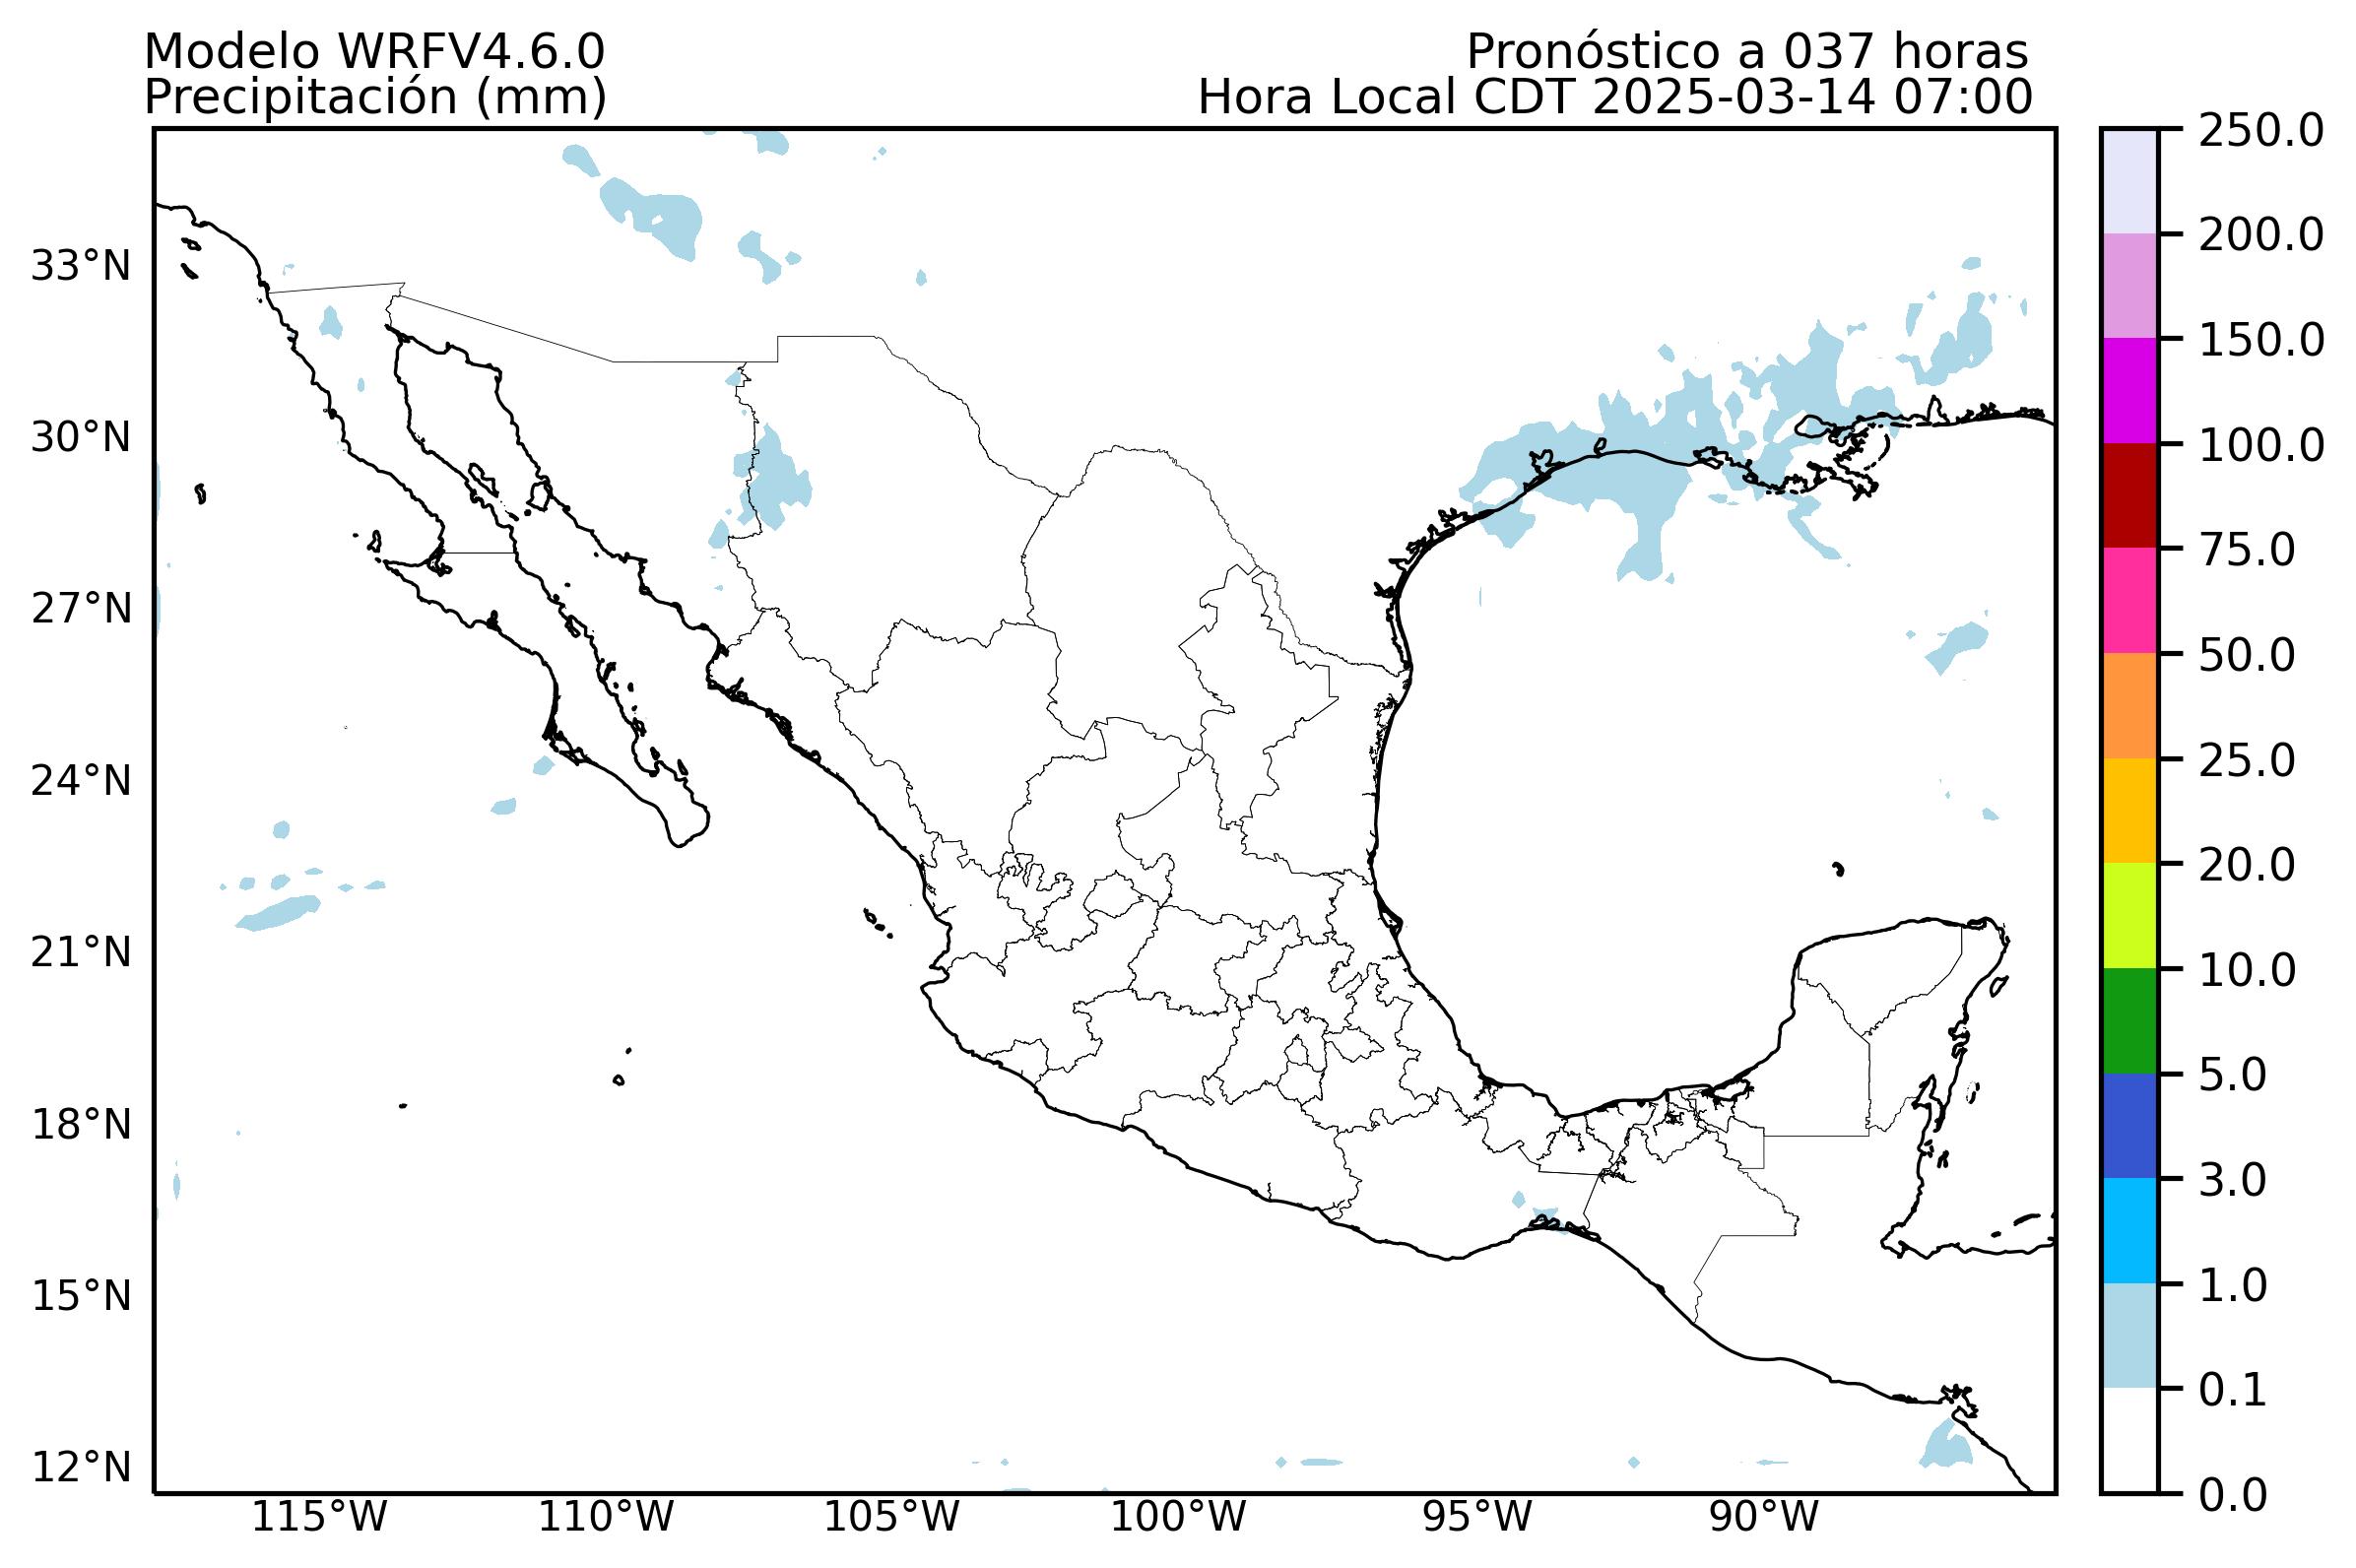 Modelo WRFV4.6.0
Precipitación (mm)
Pronóstico a 037 horas
Hora Local CDT 2025-03-14 07:00
33°N
30°N
27°N
24°N
21°N
18°N
15°N
12°N
115°W
110°W
105°W
100°W
95°W
90°W
250.0
200.0
150.0
100.0
75.0
50.0
25.0
20.0
10.0
5.0
3.0
1.0
0.1
0.0